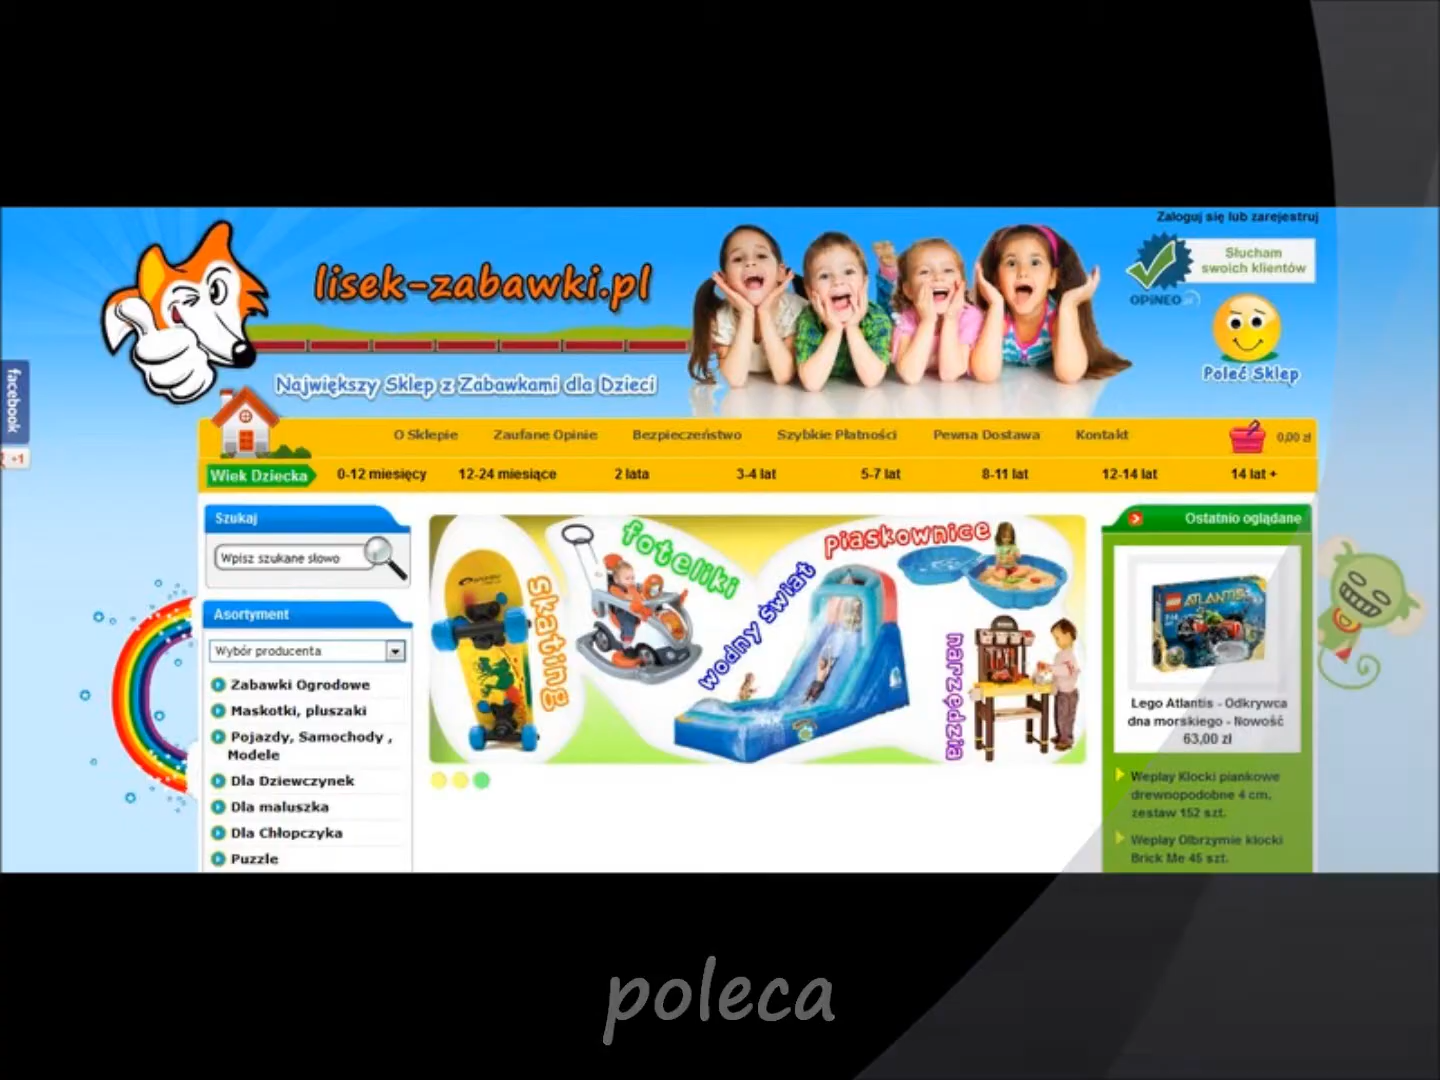 Zaloguj się lub zarejestruj
lisek-zabawki.pl
Słucham
swoich klientów
OPiNEO
Największy Sklep z Zabawkami dla Dzieci
Poleć Sklep
facebook
+1
O Sklepie Zaufane Opinie Bezpieczeństwo Szybkie Płatności Pewna Dostawa Kontakt 0,00 zł
Wiek Dziecka 0-12 miesięcy 12-24 miesiące 2 lata 3-4 lat 5-7 lat 8-11 lat 12-14 lat 14 lat +
Szukaj
Wpisz szukane słowo
Asortyment
Wybór producenta
Zabawki Ogrodowe
Maskotki, pluszaki
Pojazdy, Samochody ,
Modele
Dla Dziewczynek
Dla maluszka
Dla Chłopczyka
Puzzle
skating
foteliki
wodny świat
piaskownice
narzędzia
Ostatnio oglądane
LEGO
ATLANTIS
Lego Atlantis - Odkrywca
dna morskiego - Nowość
63,00 zł
Weplay Klocki piankowe
drewnopodobne 4 cm,
zestaw 152 szt.
Weplay Olbrzymie klocki
Brick Me 45 szt.
poleca